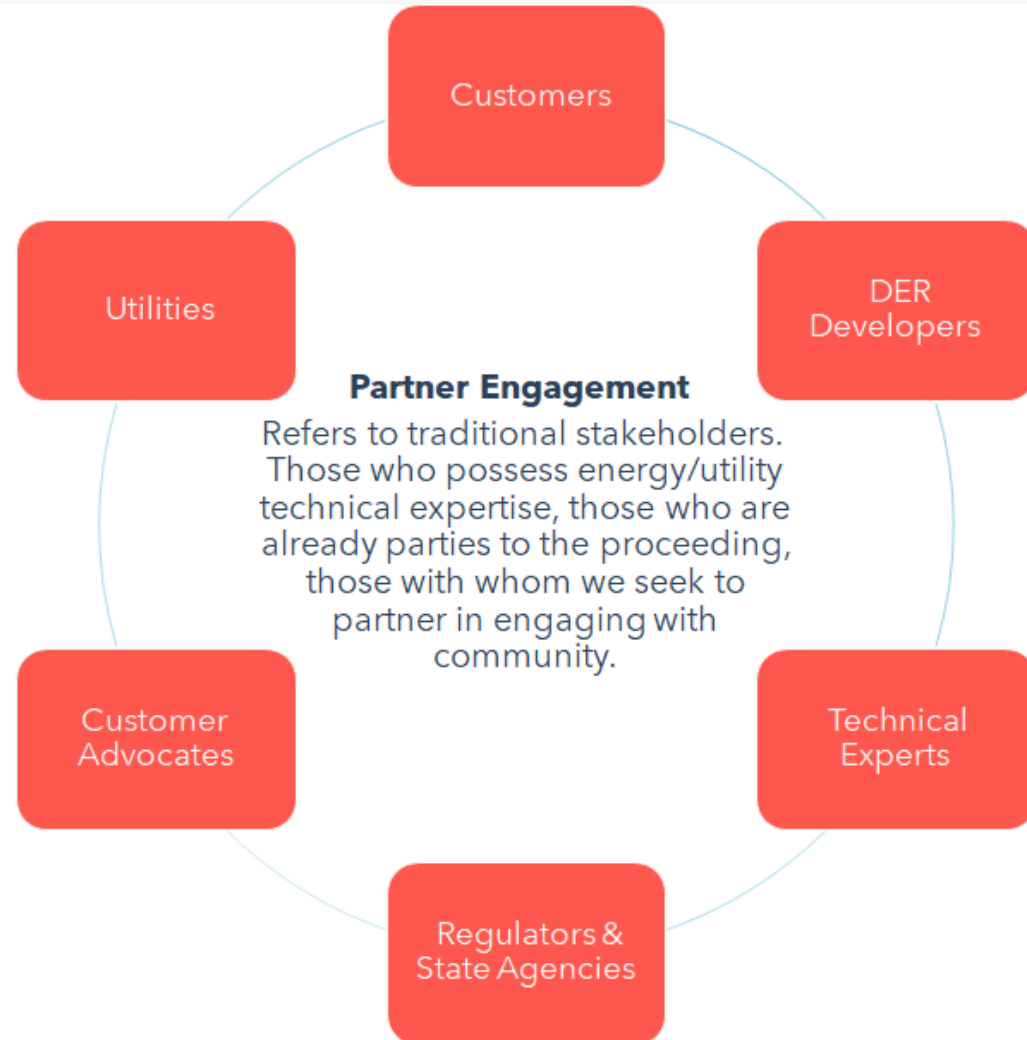 Customers
Utilities
DER
Developers
Partner Engagement
Refers to traditional stakeholders.
Those who possess energy/utility
technical expertise, those who are
already parties to the proceeding,
those with whom we seek to
partner in engaging with
community.
Customer
Advocates
Technical
Experts
Regulators &
State Agencies